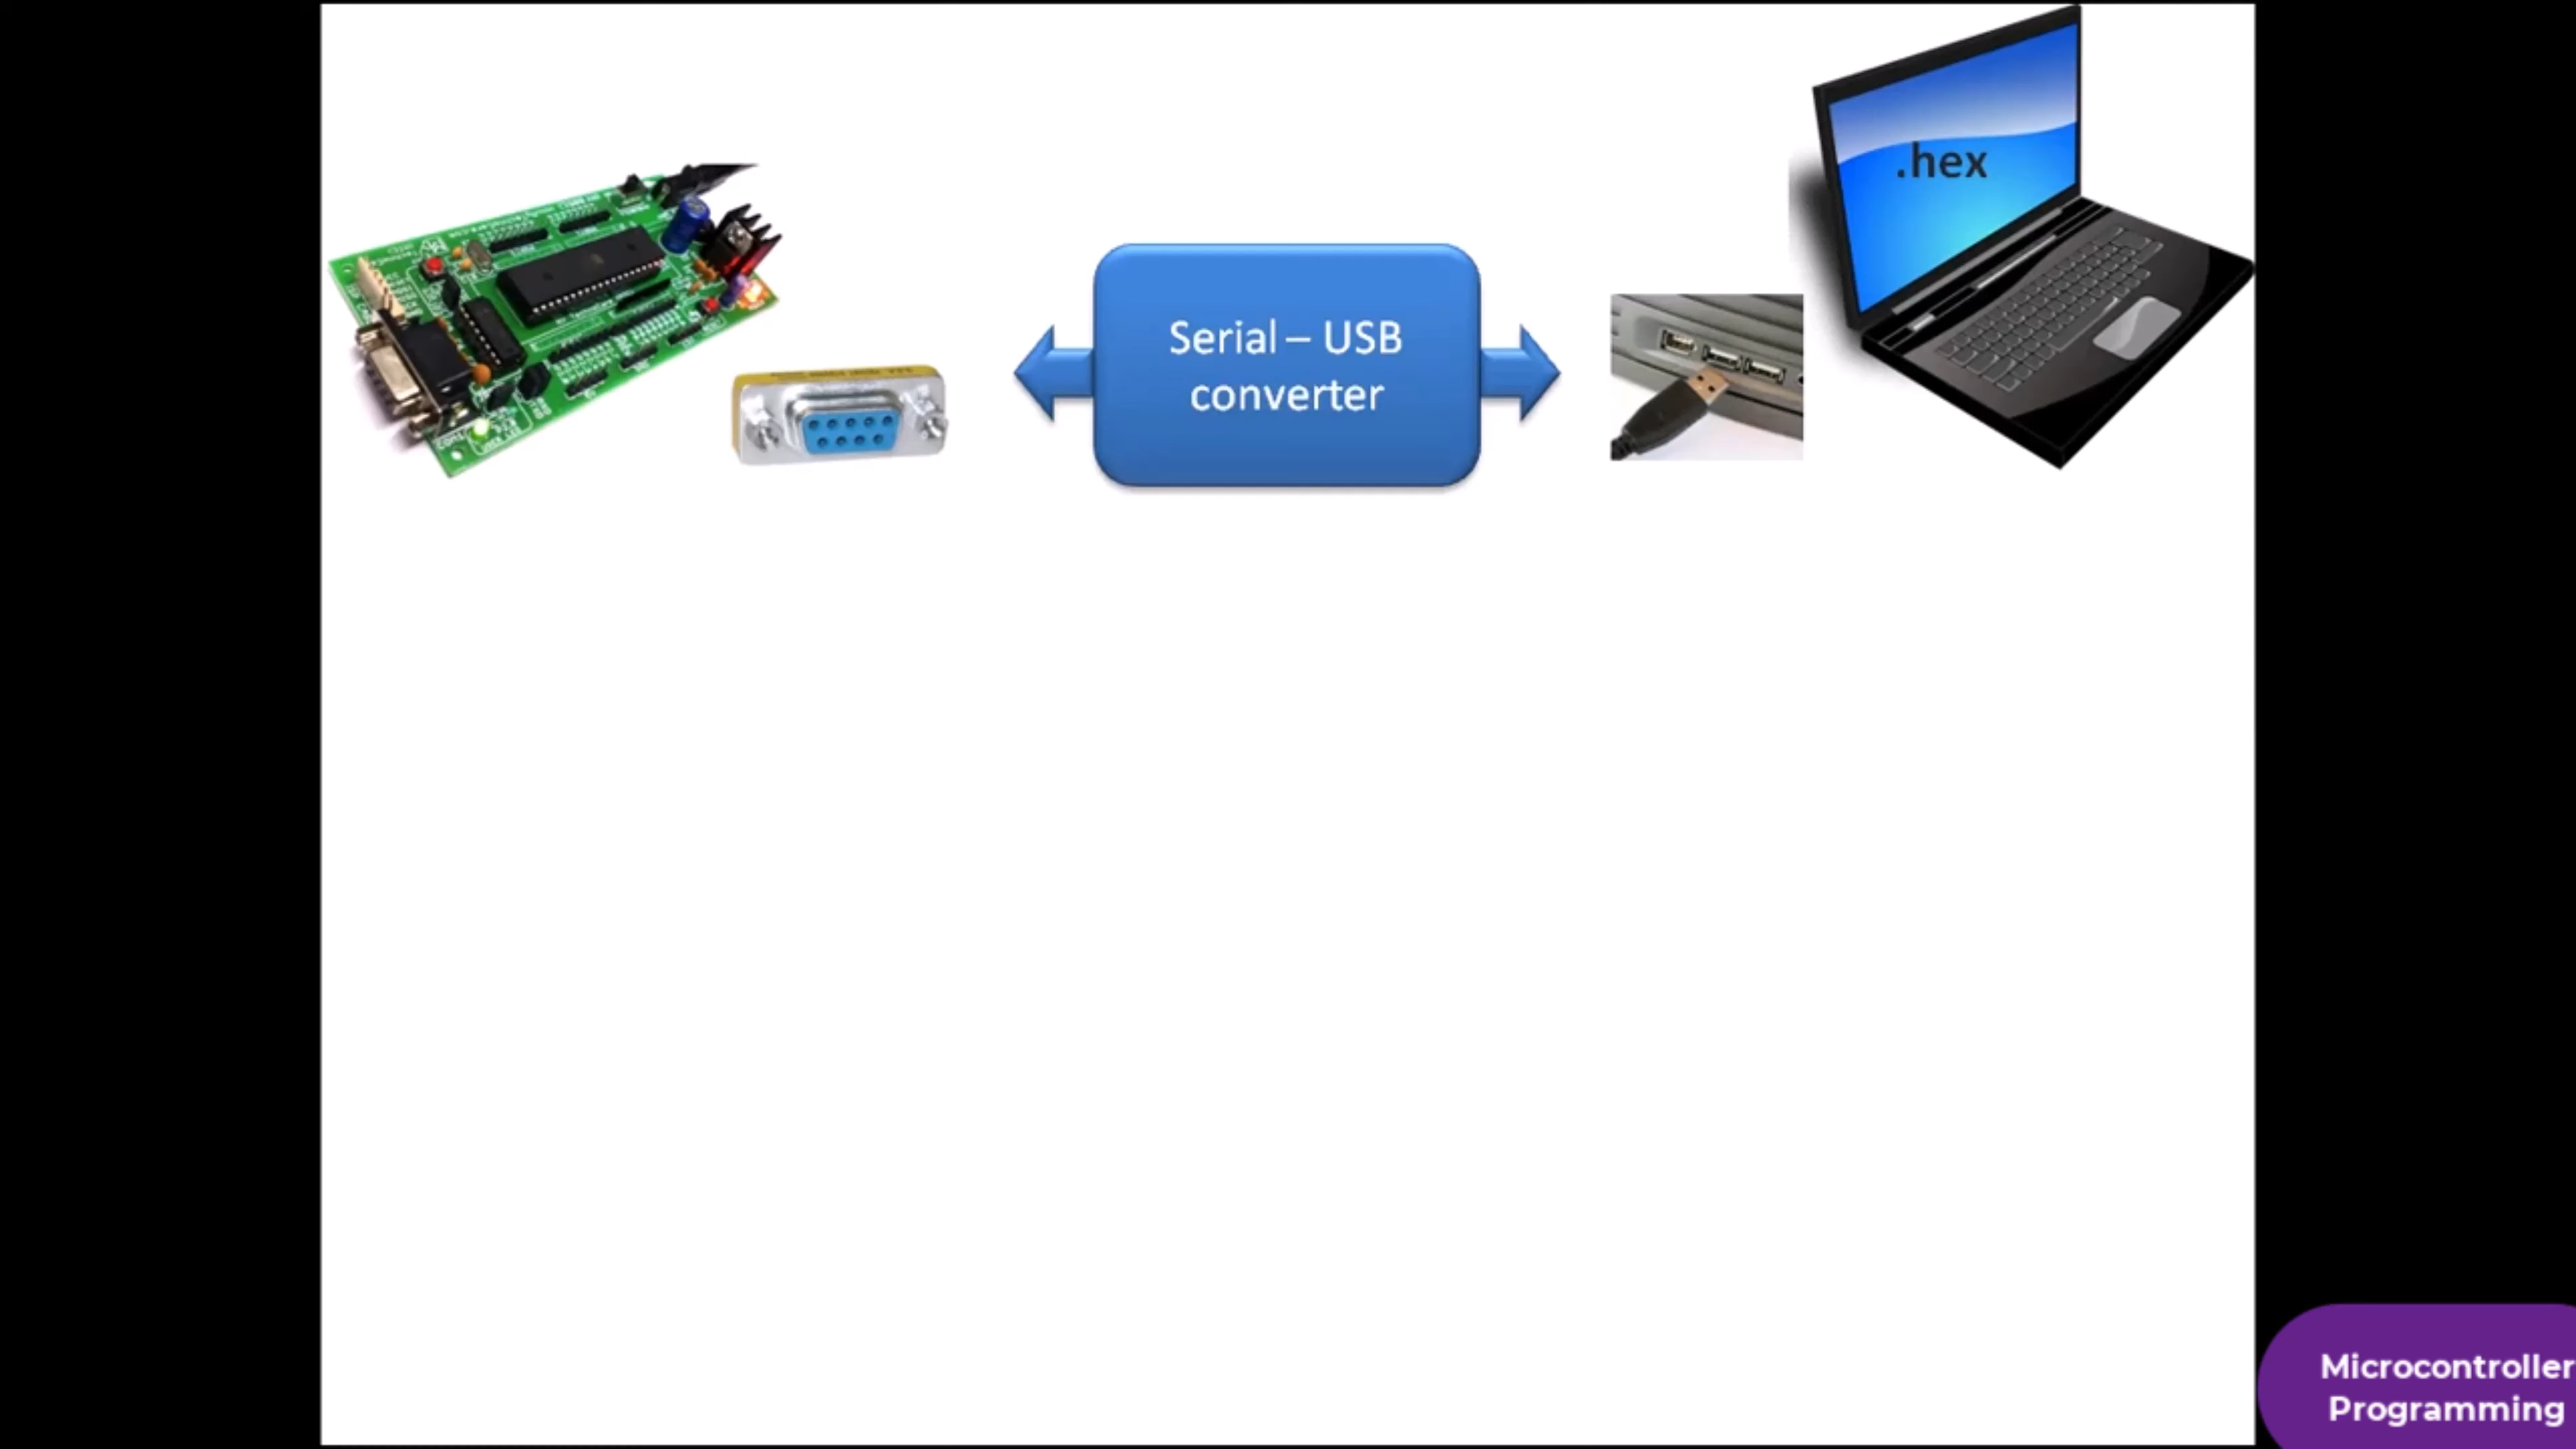 .hex
Serial – USB
converter
Microcontroller
Programming